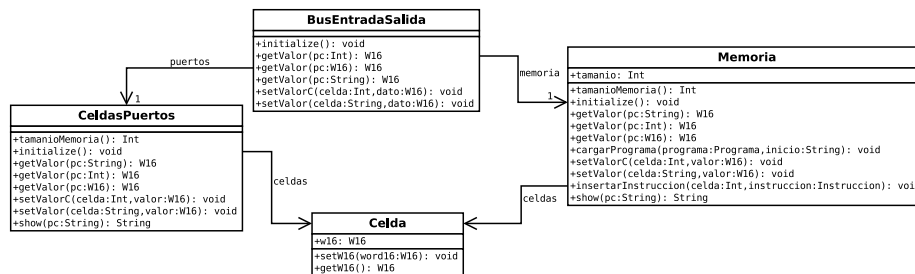 BusEntradaSalida
+initialize(): void
+getValor(pc:Int): W16
+getValor(pc:W16): W16
+getValor(pc:String): W16
+setValorC(celda:Int,dato:W16): void
+setValor(celda:String,dato:W16): void
puertos
1
memoria
1
Memoria
+tamanio: Int
+tamanioMemoria(): Int
+initialize(): void
+getValor(pc:String): W16
+getValor(pc:Int): W16
+getValor(pc:W16): W16
+cargarPrograma(programa:Programa,inicio:String): void
+setValorC(celda:Int,valor:W16): void
+setValor(celda:String,valor:W16): void
+insertarInstruccion(celda:Int,instruccion:Instruccion): voi
+show(pc:String): String
CeldasPuertos
+tamanioMemoria(): Int
+initialize(): void
+getValor(pc:String): W16
+getValor(pc:Int): W16
+getValor(pc:W16): W16
+setValorC(celda:Int,valor:W16): void
+setValor(celda:String,valor:W16): void
+show(pc:String): String
celdas
celdas
Celda
+w16: W16
+setW16(word16:W16): void
+getW16(): W16